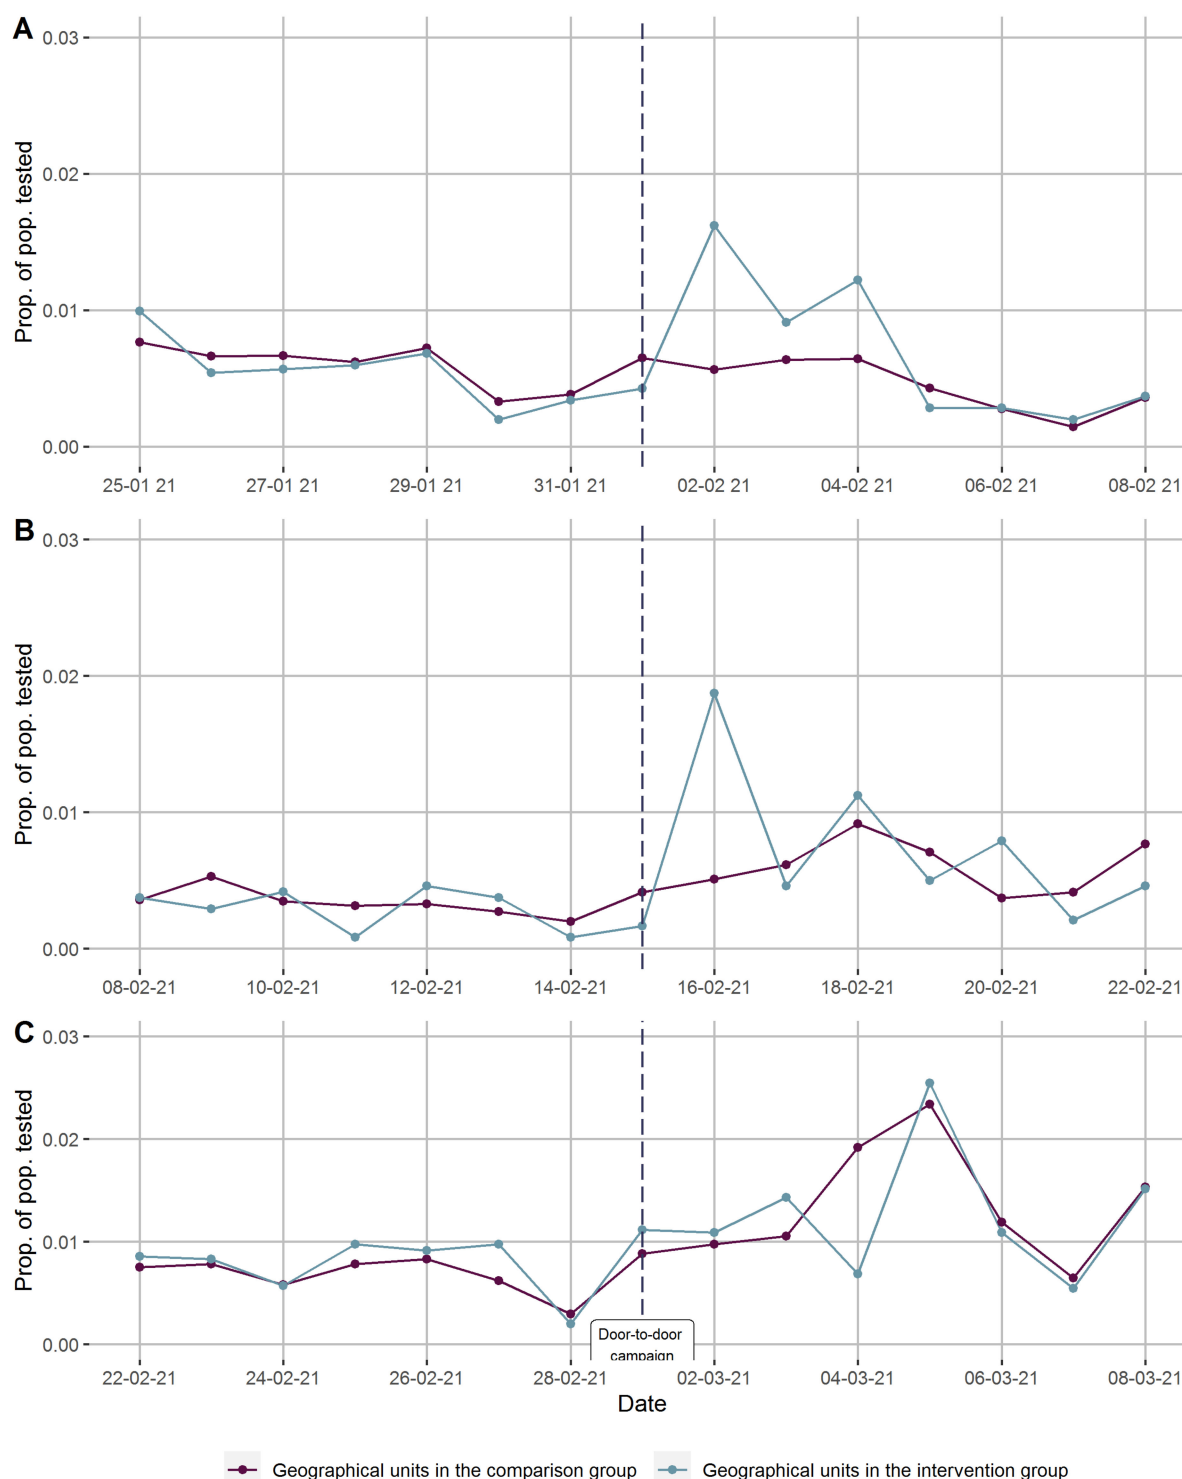 A
Prop. of pop. tested
0.03
0.02
0.01
0.00
25-01 21 27-01 21 29-01 21 31-01 21 02-02 21 04-02 21 06-02 21 08-02 21
B
Prop. of pop. tested
0.03
0.02
0.01
0.00
08-02-21 10-02-21 12-02-21 14-02-21 16-02-21 18-02-21 20-02-21 22-02-21
C
Prop. of pop. tested
0.03
0.02
0.01
0.00
Door-to-door
campaign
22-02-21 24-02-21 26-02-21 28-02-21 02-03-21 04-03-21 06-03-21 08-03-21
Date
Geographical units in the comparison group Geographical units in the intervention group